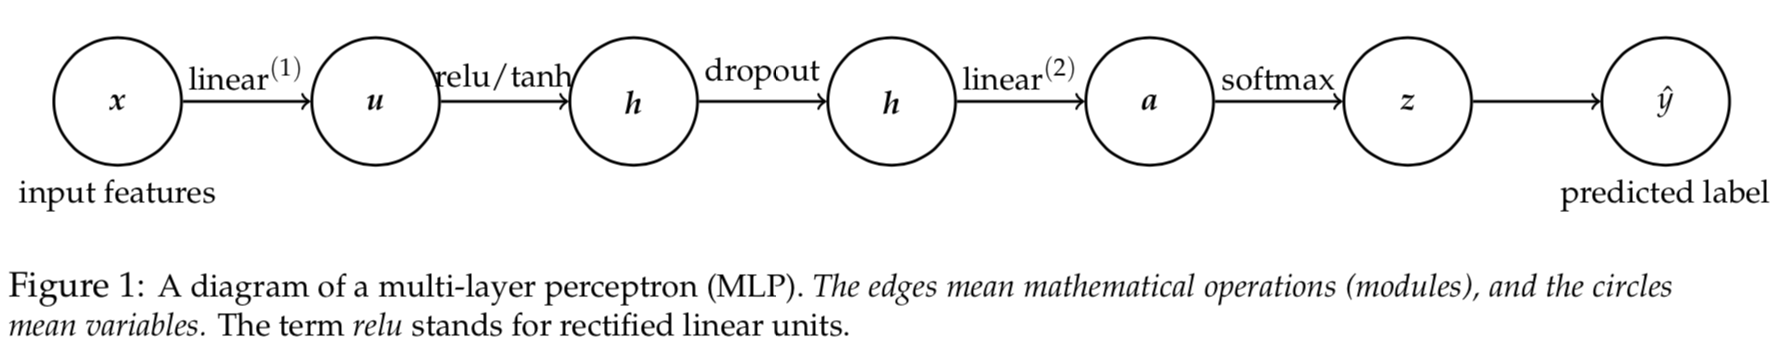 x linear(1) u relu/tanh h dropout h linear(2) a softmax z ŷ
input features predicted label
Figure 1: A diagram of a multi-layer perceptron (MLP). The edges mean mathematical operations (modules), and the circles
mean variables. The term relu stands for rectified linear units.